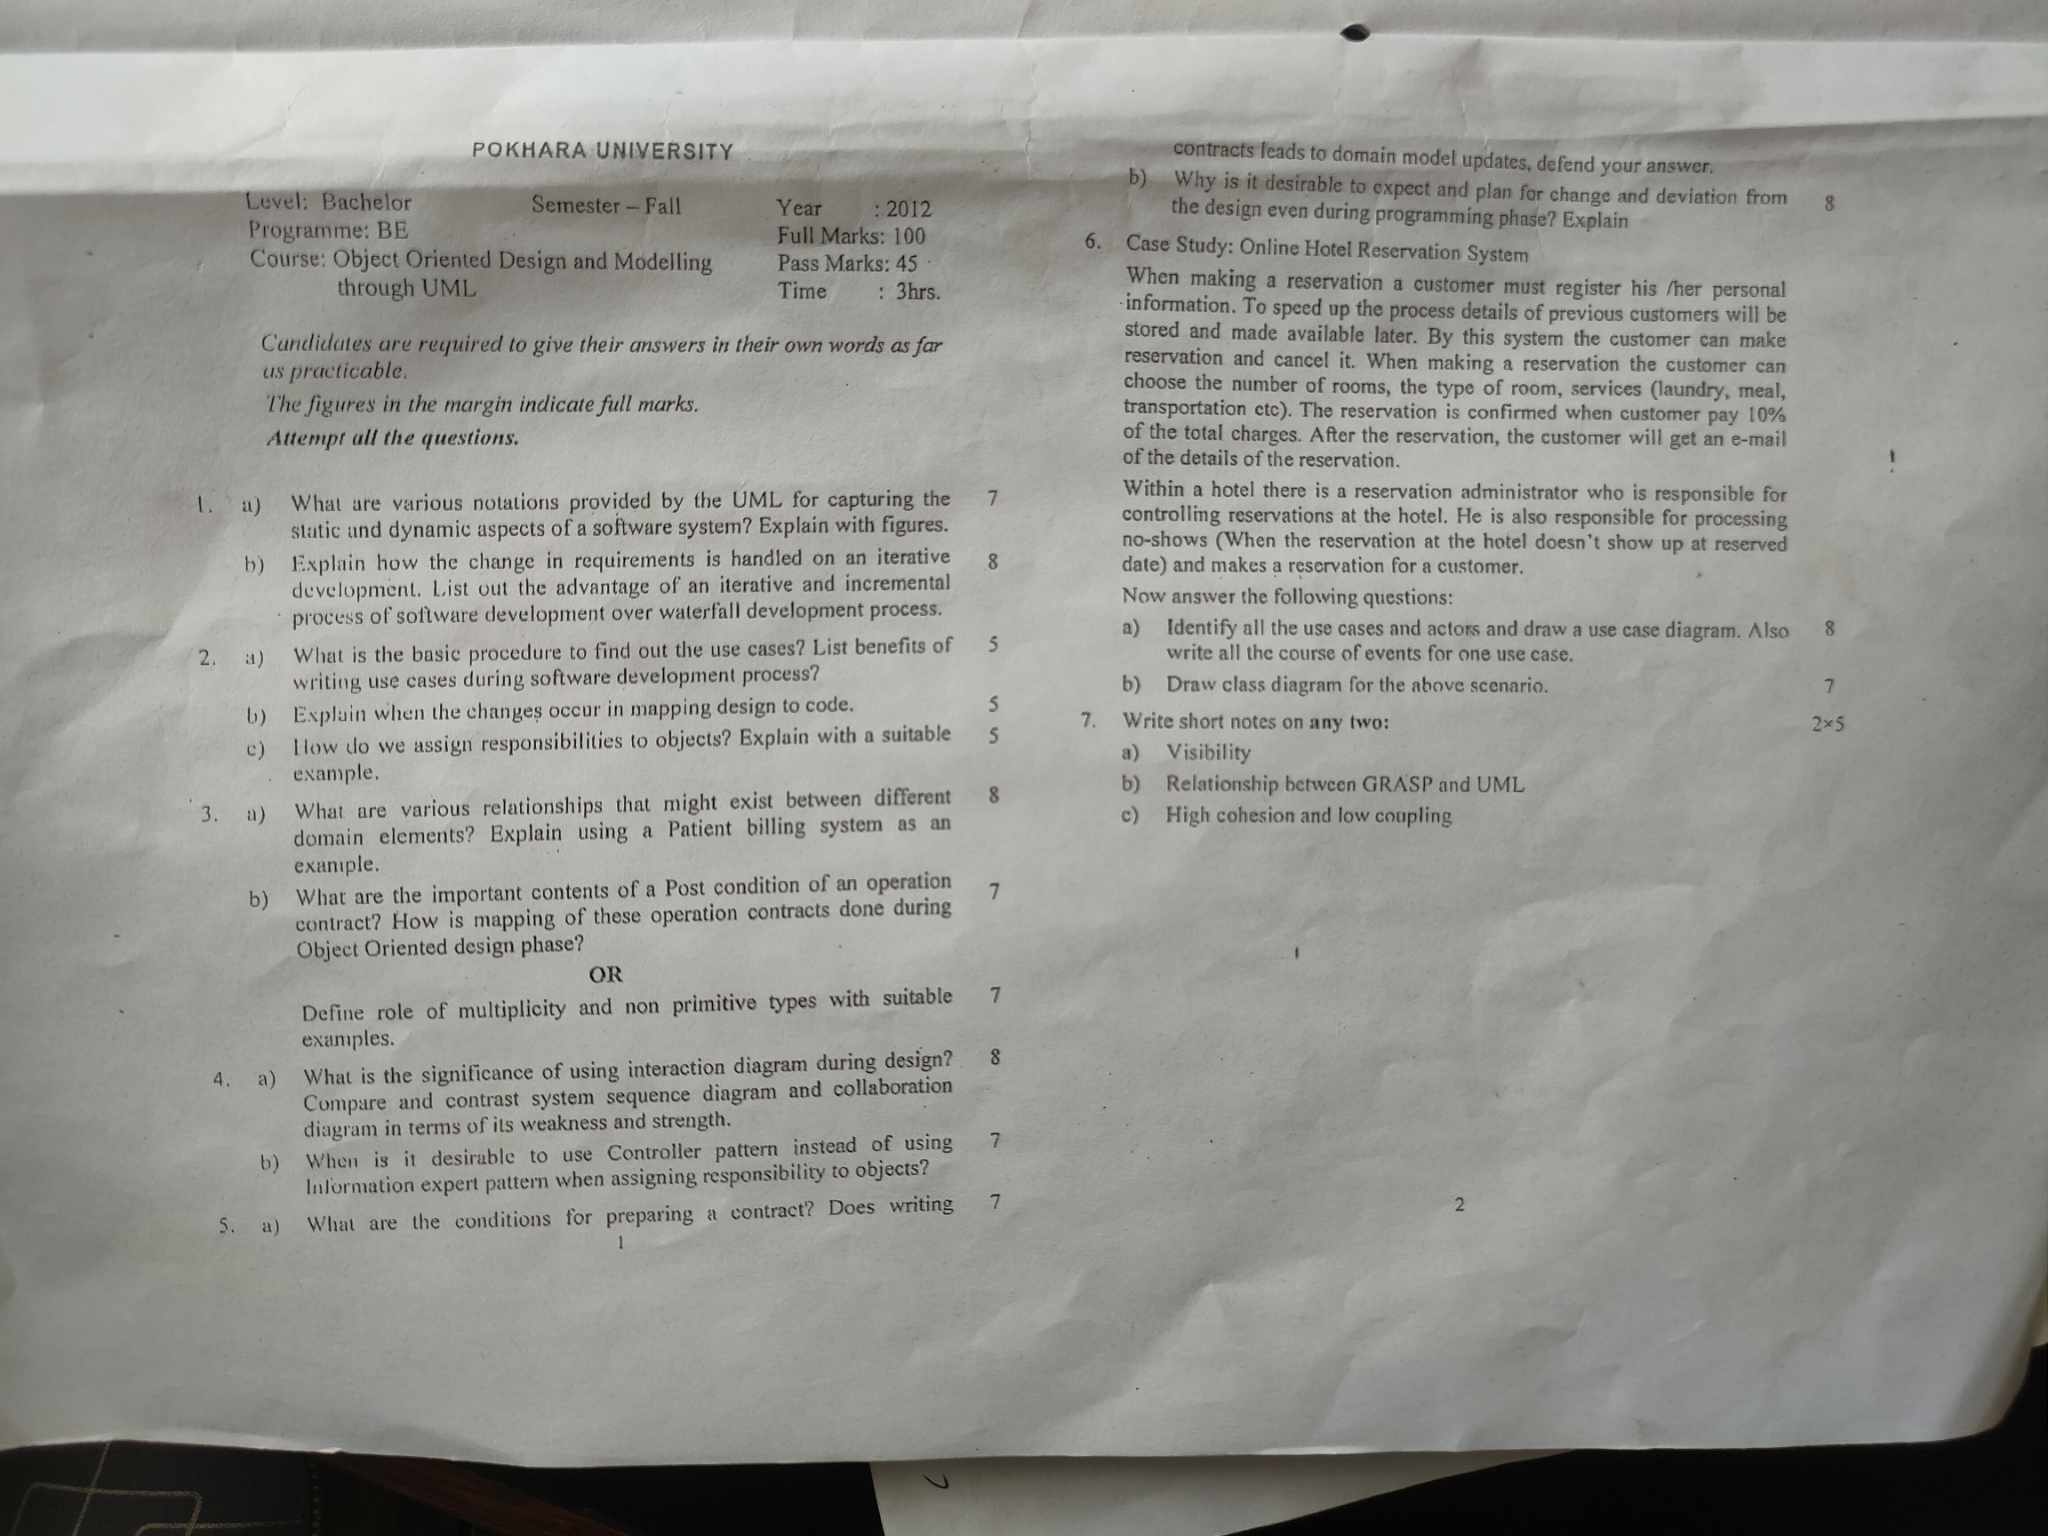 POKHARA UNIVERSITY
Level: Bachelor Semester – Fall Year : 2012
Programme: BE Full Marks: 100
Course: Object Oriented Design and Modelling Pass Marks: 45
through UML Time : 3hrs.
Candidates are required to give their answers in their own words as far
as practicable.
The figures in the margin indicate full marks.
Attempt all the questions.
1. a) What are various notations provided by the UML for capturing the 7
static and dynamic aspects of a software system? Explain with figures.
b) Explain how the change in requirements is handled on an iterative 8
development. List out the advantage of an iterative and incremental
process of software development over waterfall development process.
2. a) What is the basic procedure to find out the use cases? List benefits of 5
writing use cases during software development process?
b) Explain when the changes occur in mapping design to code. 5
c) How do we assign responsibilities to objects? Explain with a suitable 5
example.
3. a) What are various relationships that might exist between different 8
domain elements? Explain using a Patient billing system as an
example.
b) What are the important contents of a Post condition of an operation 7
contract? How is mapping of these operation contracts done during
Object Oriented design phase?
OR
Define role of multiplicity and non primitive types with suitable 7
examples.
4. a) What is the significance of using interaction diagram during design? 8
Compare and contrast system sequence diagram and collaboration
diagram in terms of its weakness and strength.
b) When is it desirable to use Controller pattern instead of using 7
Information expert pattern when assigning responsibility to objects?
5. a) What are the conditions for preparing a contract? Does writing 7
1
contracts leads to domain model updates, defend your answer.
b) Why is it desirable to expect and plan for change and deviation from 8
the design even during programming phase? Explain
6. Case Study: Online Hotel Reservation System
When making a reservation a customer must register his /her personal
information. To speed up the process details of previous customers will be
stored and made available later. By this system the customer can make
reservation and cancel it. When making a reservation the customer can
choose the number of rooms, the type of room, services (laundry, meal,
transportation etc). The reservation is confirmed when customer pay 10%
of the total charges. After the reservation, the customer will get an e-mail
of the details of the reservation.
Within a hotel there is a reservation administrator who is responsible for
controlling reservations at the hotel. He is also responsible for processing
no-shows (When the reservation at the hotel doesn't show up at reserved
date) and makes a reservation for a customer.
Now answer the following questions:
a) Identify all the use cases and actors and draw a use case diagram. Also 8
write all the course of events for one use case.
b) Draw class diagram for the above scenario. 7
7. Write short notes on any two: 2×5
a) Visibility
b) Relationship between GRASP and UML
c) High cohesion and low coupling
2